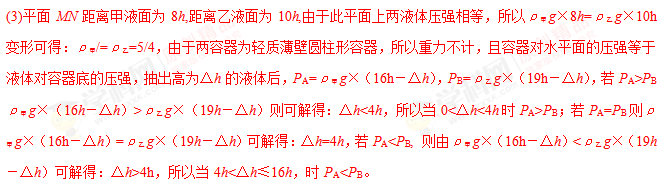 (3)平面 MN 距离甲液面为 8h,距离乙液面为 10h,由于此平面上两液体压强相等，所以ρ甲g×8h=ρ乙g×10h
变形可得：ρ甲/=ρ乙=5/4，由于两容器为轻质薄壁圆柱形容器，所以重力不计，且容器对水平面的压强等于
液体对容器底的压强，抽出高为△h 的液体后，PA=ρ甲g×（16h－△h），PB=ρ乙g×（19h－△h），若 PA>PB
ρ甲g×（16h－△h）>ρ乙g×（19h－△h）则可解得：△h<4h，所以当 0<△h<4h 时 PA>PB；若 PA=PB 则ρ
甲g×（16h－△h）=ρ乙g×（19h－△h）可解得：△h=4h，若 PA<PB，则由ρ甲g×（16h－△h）<ρ乙g×（19h
－△h）可解得：△h>4h，所以当 4h<△h≤16h，时 PA<PB。